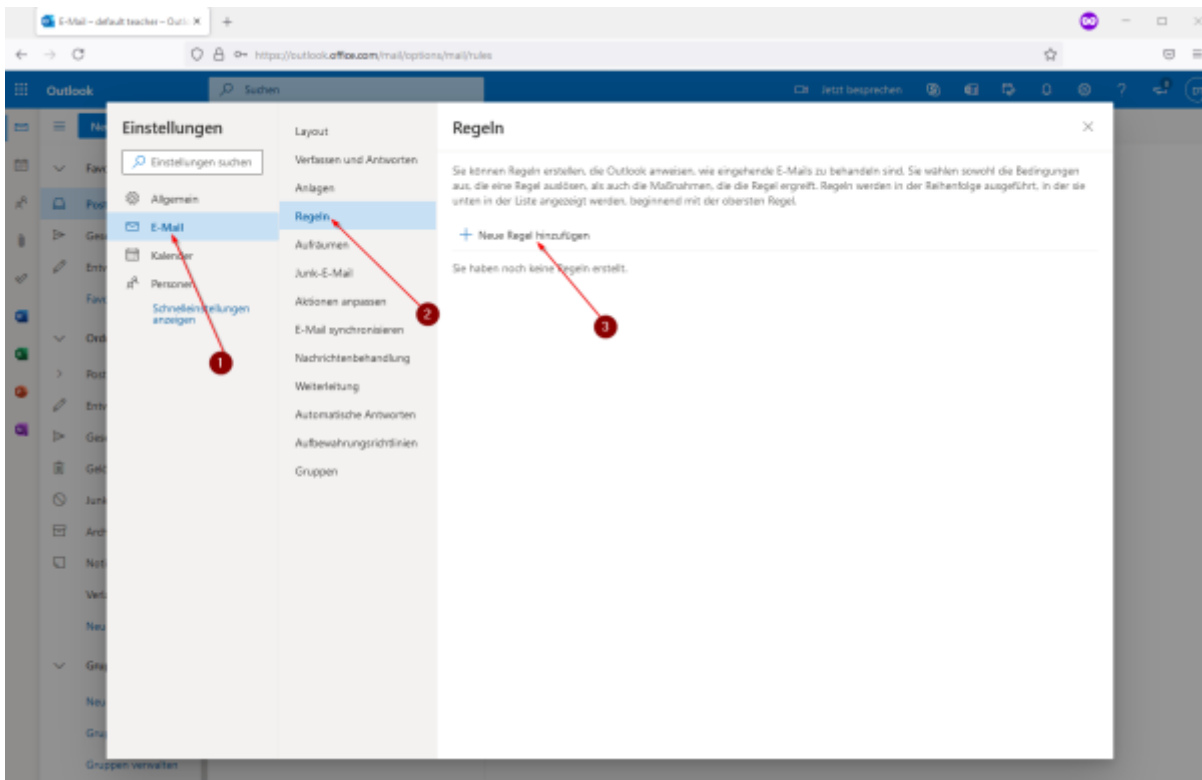 E-Mail – default teacher – Outl
https://outlook.office.com/mail/options/mail/rules
Outlook
Suchen
Jetzt besprechen
Einstellungen
Einstellungen suchen
Allgemein
E-Mail
Kalender
Personen
Schnelleinstellungen
anzeigen
Layout
Verfassen und Antworten
Anlagen
Regeln
Aufräumen
Junk-E-Mail
Aktionen anpassen
E-Mail synchronisieren
Nachrichtenbehandlung
Weiterleitung
Automatische Antworten
Aufbewahrungsrichtlinien
Gruppen
Regeln
Sie können Regeln erstellen, die Outlook anweisen, wie eingehende E-Mails zu behandeln sind. Sie wählen sowohl die Bedingungen
aus, die eine Regel auslösen, als auch die Maßnahmen, die die Regel ergreift. Regeln werden in der Reihenfolge ausgeführt, in der sie
unten in der Liste angezeigt werden, beginnend mit der obersten Regel.
Neue Regel hinzufügen
Sie haben noch keine Regeln erstellt.
1
2
3
Gruppen verwalten